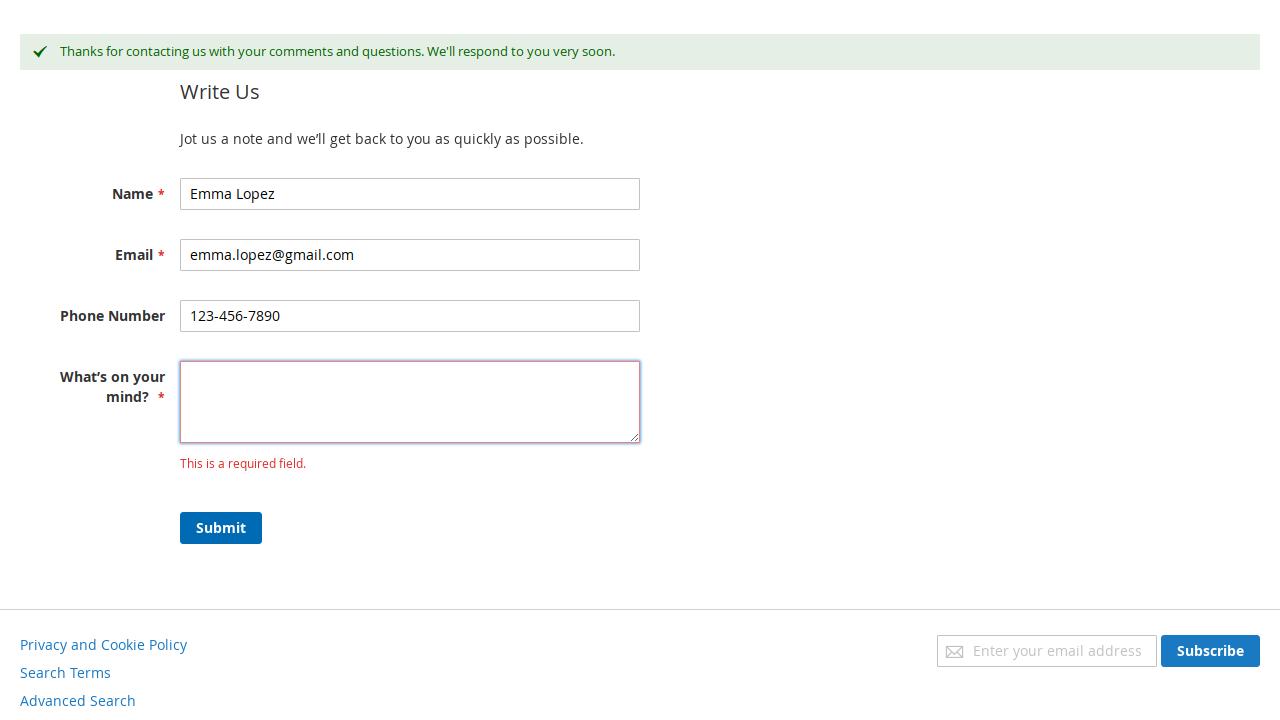 Thanks for contacting us with your comments and questions. We'll respond to you very soon.
Write Us
Jot us a note and we’ll get back to you as quickly as possible.
Name *
Emma Lopez
Email *
emma.lopez@gmail.com
Phone Number
123-456-7890
What’s on your
mind? *
This is a required field.
Submit
Privacy and Cookie Policy
Enter your email address
Subscribe
Search Terms
Advanced Search